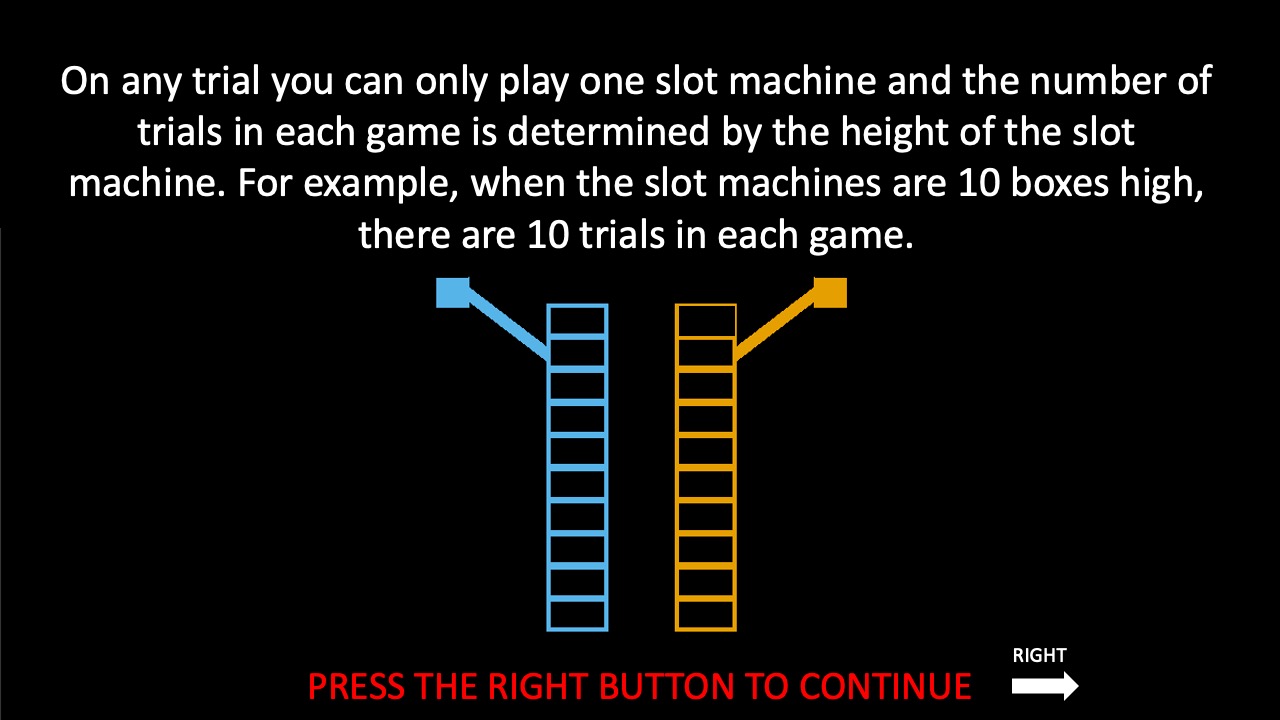 On any trial you can only play one slot machine and the number of
trials in each game is determined by the height of the slot
machine. For example, when the slot machines are 10 boxes high,
there are 10 trials in each game.
RIGHT
PRESS THE RIGHT BUTTON TO CONTINUE